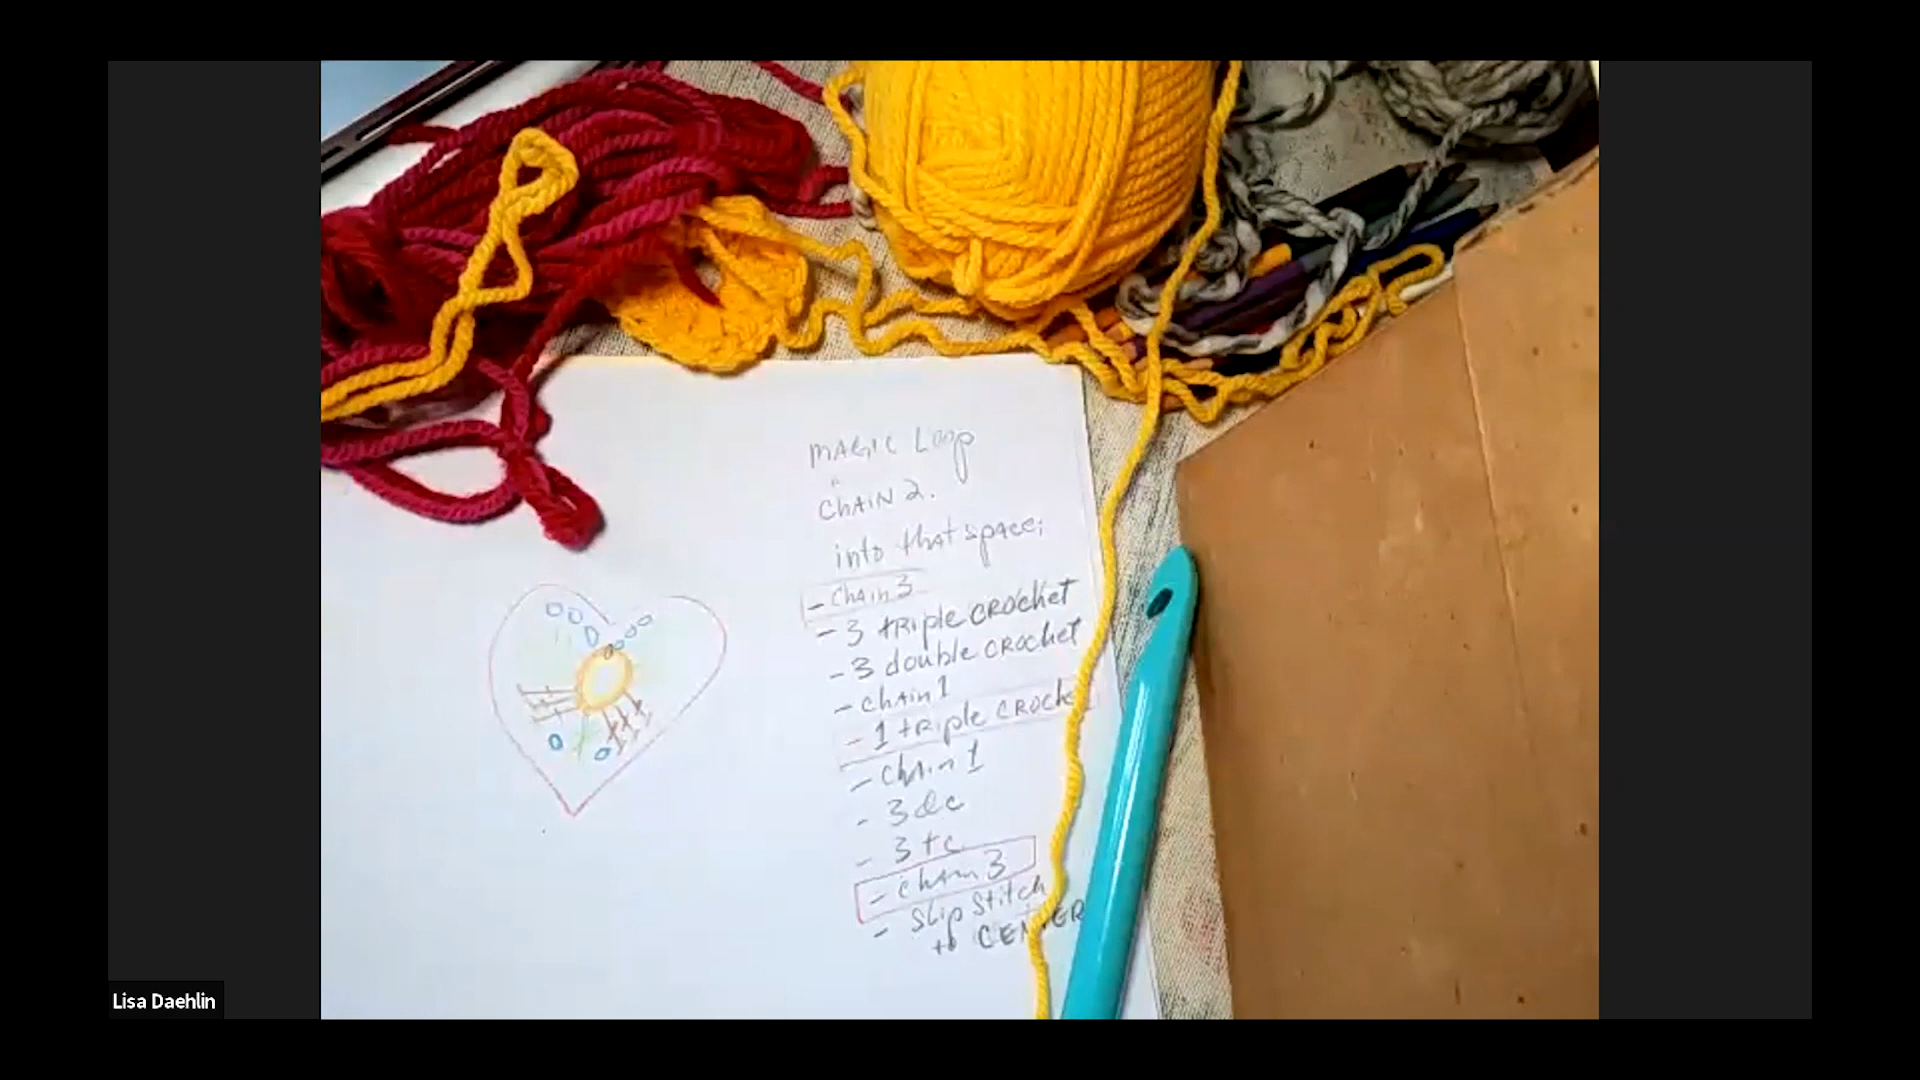 MAGIC Loop
ChAiN 2.
into that space;
- Chain 3
- 3 tRiple CROchet
- 3 double CROchet
- chain 1
- 1 tRiple CROche
- chain 1
- 3 dc
- 3 tc
- chain 3
- Slip Stitch
to CENTER
Lisa Daehlin